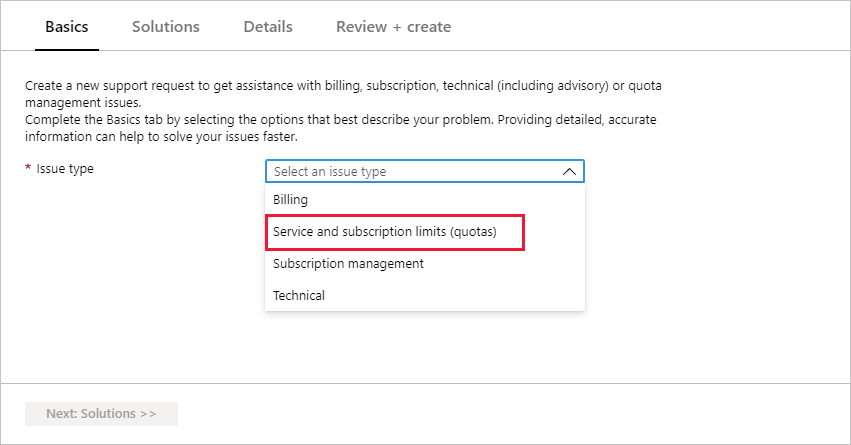 Basics Solutions Details Review + create
Create a new support request to get assistance with billing, subscription, technical (including advisory) or quota
management issues.
Complete the Basics tab by selecting the options that best describe your problem. Providing detailed, accurate
information can help to solve your issues faster.
* Issue type Select an issue type
Billing
Service and subscription limits (quotas)
Subscription management
Technical
Next: Solutions >>